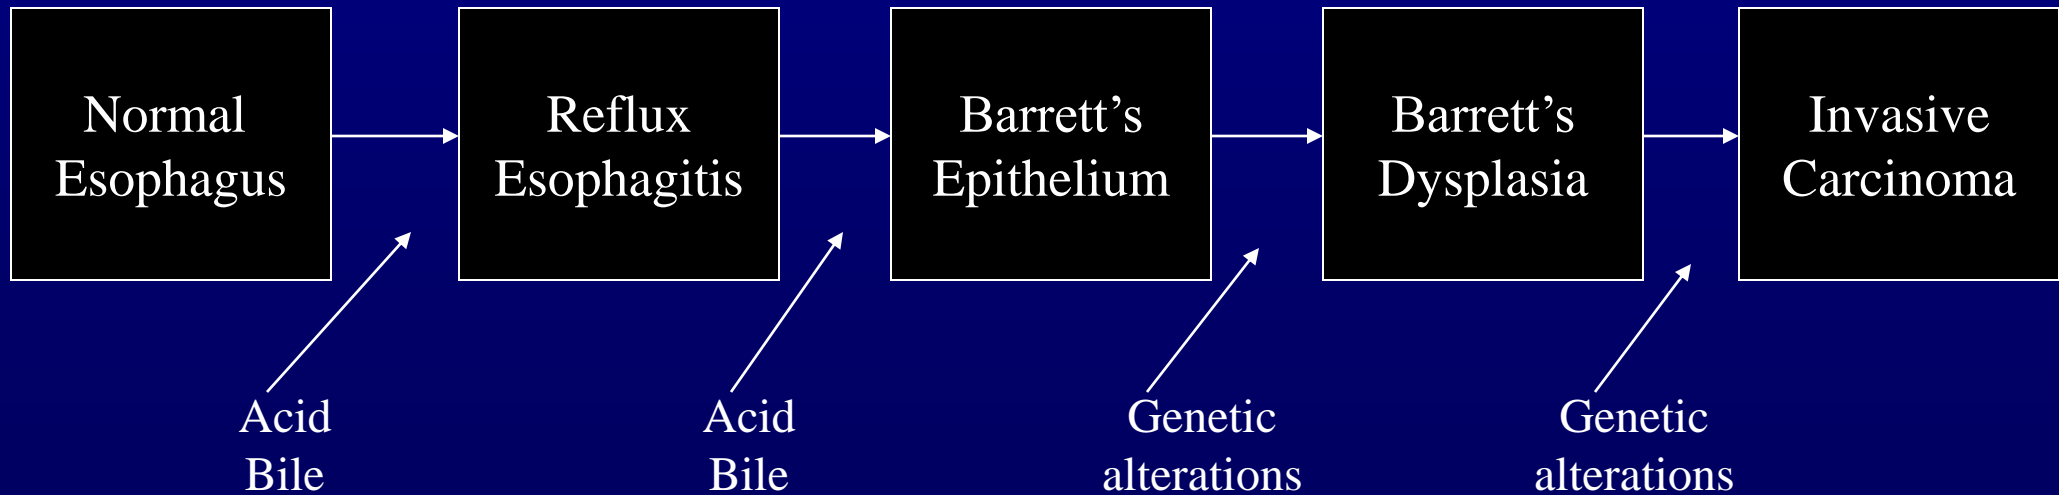 Normal
Esophagus
Reflux
Esophagitis
Barrett’s
Epithelium
Barrett’s
Dysplasia
Invasive
Carcinoma
Acid
Bile
Acid
Bile
Genetic
alterations
Genetic
alterations